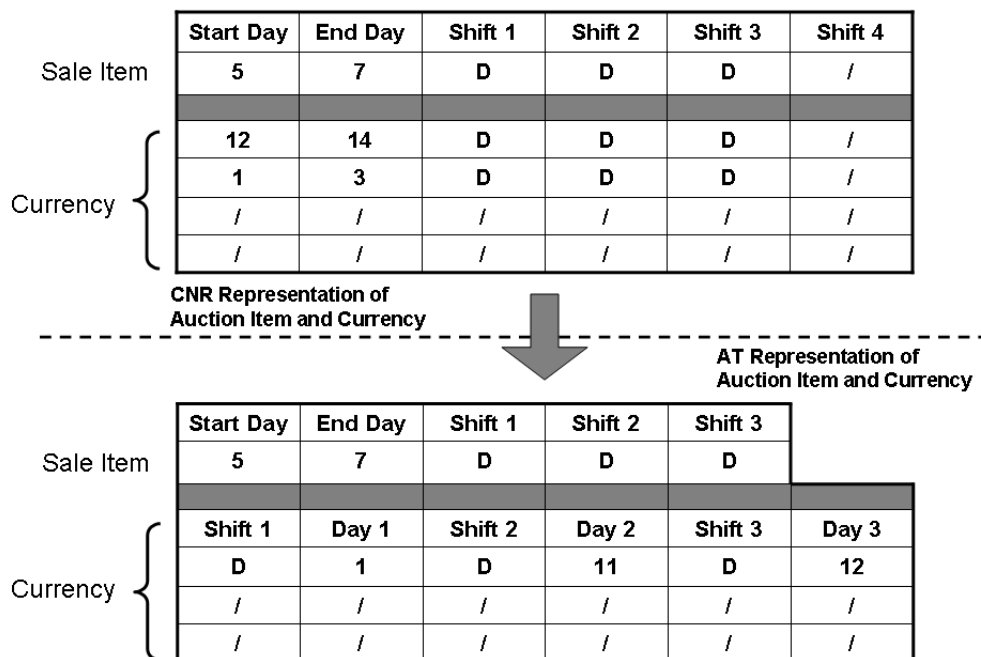 Start Day End Day Shift 1 Shift 2 Shift 3 Shift 4
Sale Item 5 7 D D D /
12 14 D D D /
1 3 D D D /
Currency
/ / / / / /
/ / / / / /
CNR Representation of
Auction Item and Currency
AT Representation of
Auction Item and Currency
Start Day End Day Shift 1 Shift 2 Shift 3
Sale Item 5 7 D D D
Shift 1 Day 1 Shift 2 Day 2 Shift 3 Day 3
D 1 D 11 D 12
Currency
/ / / / / /
/ / / / / /